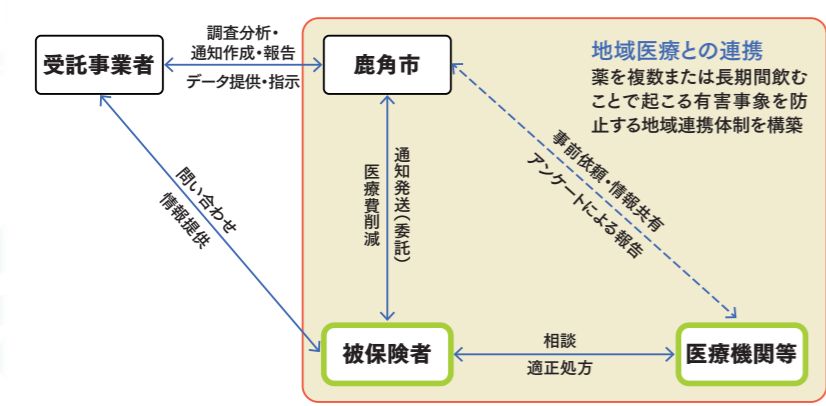 調査分析・
通知作成・報告
受託事業者
鹿角市
データ提供・指示
地域医療との連携
薬を複数または長期間飲む
ことで起こる有害事象を防
止する地域連携体制を構築
問い合わせ
情報提供
通知発送（委託）
医療費削減
事前依頼・情報共有
アンケートによる報告
被保険者
相談
適正処方
医療機関等